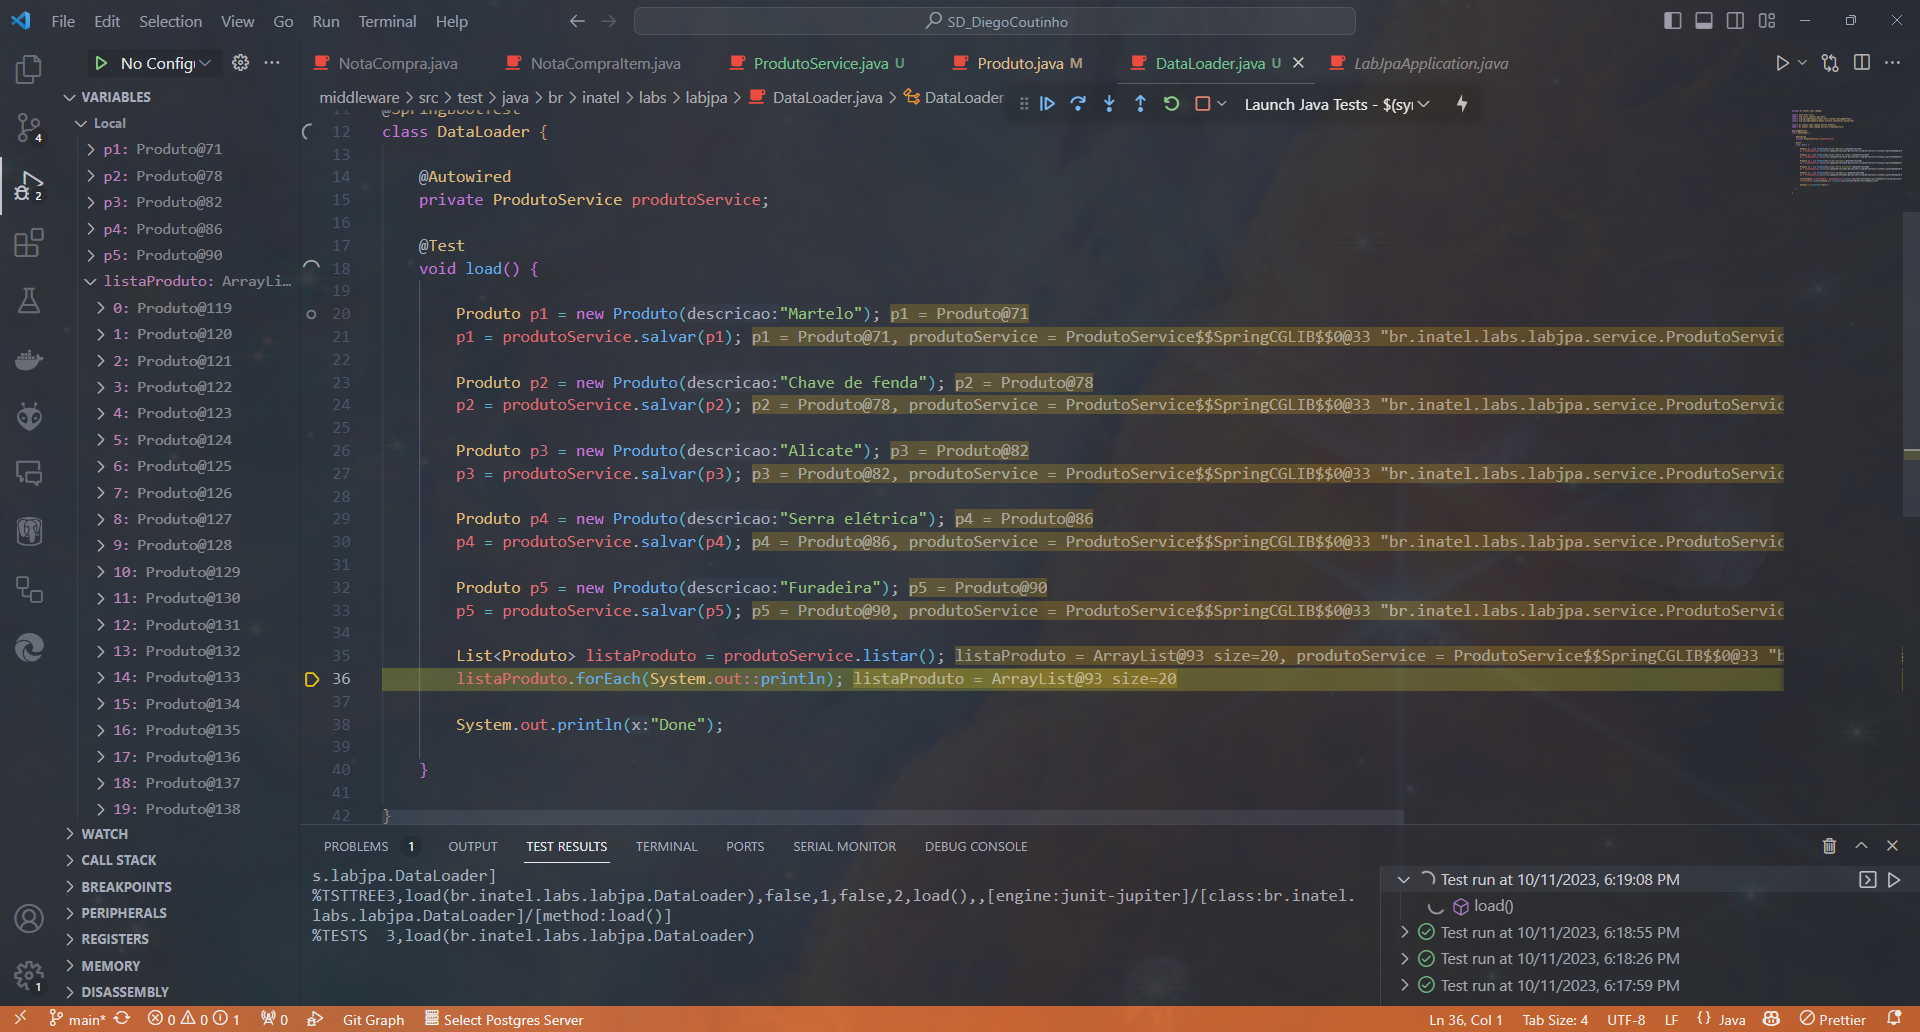 File Edit Selection View Go Run Terminal Help
SD_DiegoCoutinho
No Config
NotaCompra.java
NotaCompraItem.java
ProdutoService.java U
Produto.java M
DataLoader.java U
LabJpaApplication.java
middleware > src > test > java > br > inatel > labs > labjpa > DataLoader.java > DataLoader
Launch Java Tests - $(syr
VARIABLES
Local
p1: Produto@71
p2: Produto@78
p3: Produto@82
p4: Produto@86
p5: Produto@90
listaProduto: ArrayLi…
0: Produto@119
1: Produto@120
2: Produto@121
3: Produto@122
4: Produto@123
5: Produto@124
6: Produto@125
7: Produto@126
8: Produto@127
9: Produto@128
10: Produto@129
11: Produto@130
12: Produto@131
13: Produto@132
14: Produto@133
15: Produto@134
16: Produto@135
17: Produto@136
18: Produto@137
19: Produto@138
WATCH
CALL STACK
BREAKPOINTS
PERIPHERALS
REGISTERS
MEMORY
DISASSEMBLY
4
2
1
11 @SpringBootTest
12 class DataLoader {
13
14 @Autowired
15 private ProdutoService produtoService;
16
17 @Test
18 void load() {
19
20 Produto p1 = new Produto(descricao:"Martelo"); p1 = Produto@71
21 p1 = produtoService.salvar(p1); p1 = Produto@71, produtoService = ProdutoService$$SpringCGLIB$$0@33 "br.inatel.labs.labjpa.service.ProdutoServic
22
23 Produto p2 = new Produto(descricao:"Chave de fenda"); p2 = Produto@78
24 p2 = produtoService.salvar(p2); p2 = Produto@78, produtoService = ProdutoService$$SpringCGLIB$$0@33 "br.inatel.labs.labjpa.service.ProdutoServic
25
26 Produto p3 = new Produto(descricao:"Alicate"); p3 = Produto@82
27 p3 = produtoService.salvar(p3); p3 = Produto@82, produtoService = ProdutoService$$SpringCGLIB$$0@33 "br.inatel.labs.labjpa.service.ProdutoServic
28
29 Produto p4 = new Produto(descricao:"Serra elétrica"); p4 = Produto@86
30 p4 = produtoService.salvar(p4); p4 = Produto@86, produtoService = ProdutoService$$SpringCGLIB$$0@33 "br.inatel.labs.labjpa.service.ProdutoServic
31
32 Produto p5 = new Produto(descricao:"Furadeira"); p5 = Produto@90
33 p5 = produtoService.salvar(p5); p5 = Produto@90, produtoService = ProdutoService$$SpringCGLIB$$0@33 "br.inatel.labs.labjpa.service.ProdutoServic
34
35 List<Produto> listaProduto = produtoService.listar(); listaProduto = ArrayList@93 size=20, produtoService = ProdutoService$$SpringCGLIB$$0@33 "b
36 listaProduto.forEach(System.out::println); listaProduto = ArrayList@93 size=20
37
38 System.out.println(x:"Done");
39
40 }
41
42 }
PROBLEMS 1 OUTPUT TEST RESULTS TERMINAL PORTS SERIAL MONITOR DEBUG CONSOLE
s.labjpa.DataLoader]
%TSTTREE3,load(br.inatel.labs.labjpa.DataLoader),false,1,false,2,load(),,[engine:junit-jupiter]/[class:br.inatel.
labs.labjpa.DataLoader]/[method:load()]
%TESTS  3,load(br.inatel.labs.labjpa.DataLoader)
Test run at 10/11/2023, 6:19:08 PM
load()
Test run at 10/11/2023, 6:18:55 PM
Test run at 10/11/2023, 6:18:26 PM
Test run at 10/11/2023, 6:17:59 PM
main* 0 0 1 0 Git Graph Select Postgres Server
Ln 36, Col 1 Tab Size: 4 UTF-8 LF {} Java Prettier